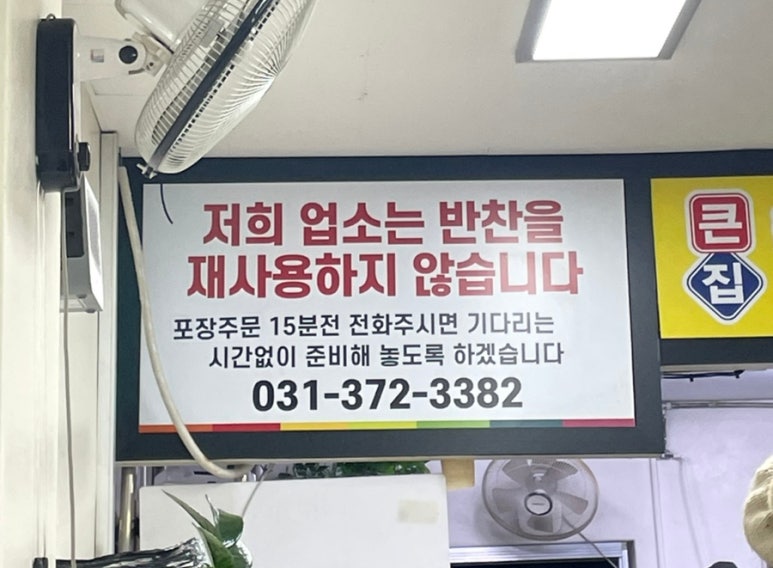 저희 업소는 반찬을
재사용하지 않습니다
포장주문 15분전 전화주시면 기다리는
시간없이 준비해 놓도록 하겠습니다
031-372-3382
큰
집